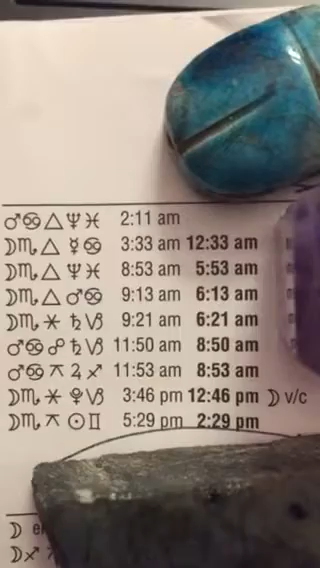 ♂♋△♆♓ 2:11 am
☽♏△☿♋ 3:33 am 12:33 am
☽♏△♆♓ 8:53 am 5:53 am
☽♏△♂♋ 9:13 am 6:13 am
☽♏⚹♄♑ 9:21 am 6:21 am
♂♋☍♄♑ 11:50 am 8:50 am
♂♋⚻♃♐ 11:53 am 8:53 am
☽♏⚹♇♑ 3:46 pm 12:46 pm ☽ v/c
☽♏⚻☉♊ 5:29 pm 2:29 pm
☽
☽♐